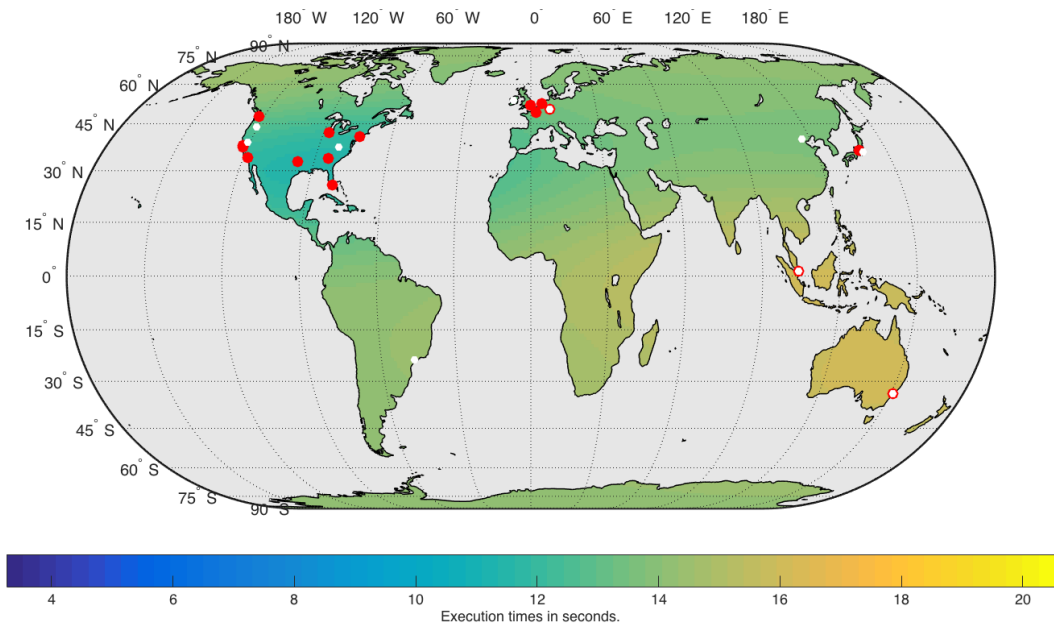 180° W 120° W 60° W 0° 60° E 120° E 180° E
90° N
75° N
60° N
45° N
30° N
15° N
0°
15° S
30° S
45° S
60° S
75° S
90° S
4 6 8 10 12 14 16 18 20
Execution times in seconds.